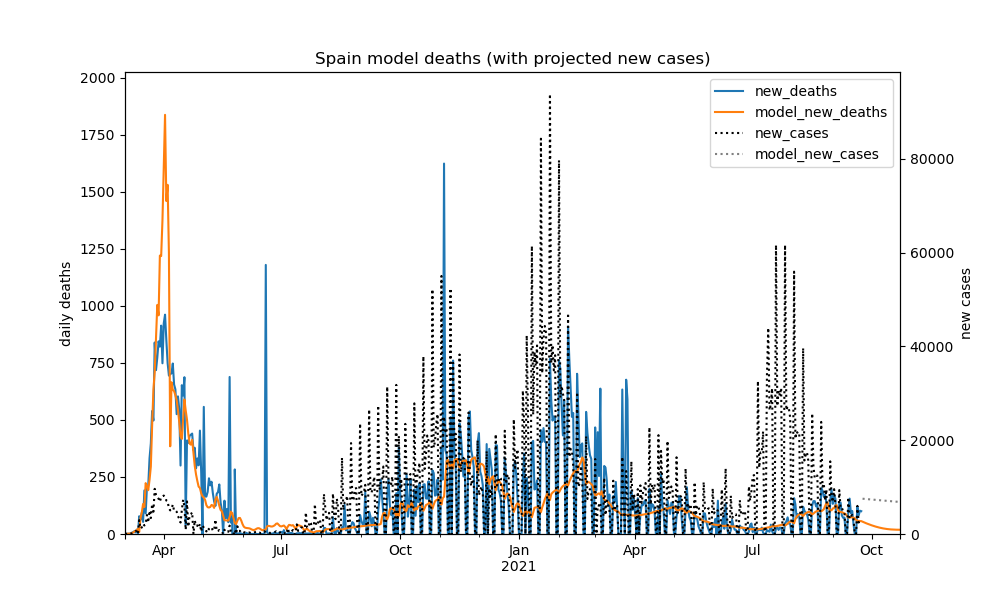 Spain model deaths (with projected new cases)
2000
1750
1500
1250
1000
750
500
250
0
daily deaths
80000
60000
40000
20000
0
new cases
new_deaths
model_new_deaths
new_cases
model_new_cases
Apr Jul Oct Jan Apr Jul Oct
2021